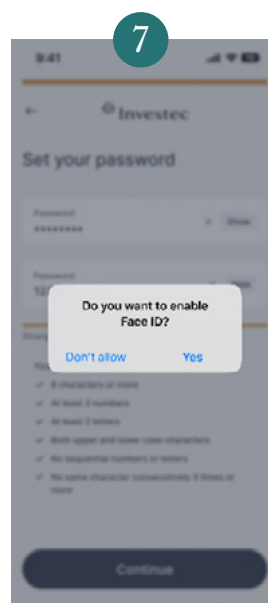 7
9:41
Investec
Set your password
Password
••••••••
Show
Password
Do you want to enable
Face ID?
Don't allow
Yes
8 characters or more
At least 2 numbers
At least 2 letters
Both upper and lower case characters
No sequential numbers or letters
No same character consecutively 3 times or
more
Continue